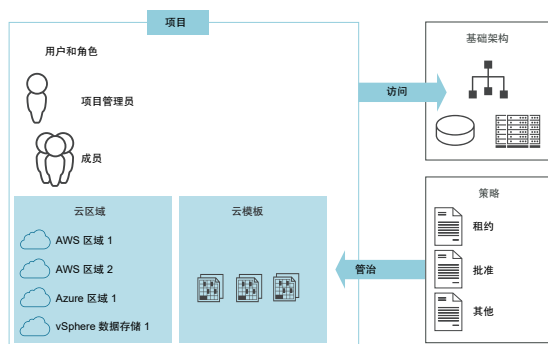 项目
用户和角色
项目管理员
成员
云区域
AWS 区域 1
AWS 区域 2
Azure 区域 1
vSphere 数据存储 1
云模板
访问
基础架构
管治
策略
租约
批准
其他